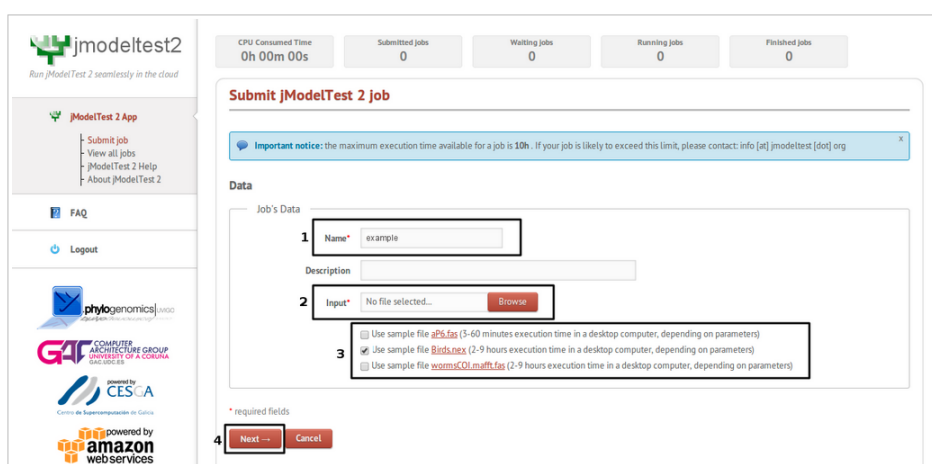 jmodeltest2
Run jModelTest 2 seamlessly in the cloud
jModelTest 2 App
Submit job
View all jobs
jModelTest 2 Help
About jModelTest 2
FAQ
Logout
phylogenomics|UVIGO
COMPUTER
ARCHITECTURE GROUP
UNIVERSITY OF A CORUÑA
GAC.UDC.ES
GAC
powered by
CESGA
Centro de Supercomputación de Galicia
powered by
amazon
webservices
CPU Consumed Time
0h 00m 00s
Submitted jobs
0
Waiting jobs
0
Running jobs
0
Finished jobs
0
Submit jModelTest 2 job
Important notice: the maximum execution time available for a job is 10h . If your job is likely to exceed this limit, please contact: info [at] jmodeltest [dot] org
x
Data
Job's Data
1 Name* example
Description
2 Input* No file selected... Browse
3
Use sample file aP6.fas (3-60 minutes execution time in a desktop computer, depending on parameters)
Use sample file Birds.nex (2-9 hours execution time in a desktop computer, depending on parameters)
Use sample file wormsCOI.mafft.fas (2-9 hours execution time in a desktop computer, depending on parameters)
* required fields
4 Next → Cancel